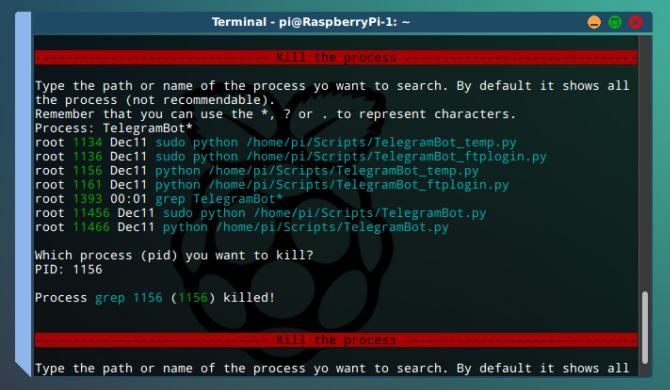 Terminal - pi@RaspberryPi-1: ~
----------------------------- Kill the process -----------------------------
Type the path or name of the process yo want to search. By default it shows all
the process (not recommendable).
Remember that you can use the *, ? or . to represent characters.
Process: TelegramBot*
root 1134 Dec11 sudo python /home/pi/Scripts/TelegramBot_temp.py
root 1136 Dec11 sudo python /home/pi/Scripts/TelegramBot_ftplogin.py
root 1156 Dec11 python /home/pi/Scripts/TelegramBot_temp.py
root 1161 Dec11 python /home/pi/Scripts/TelegramBot_ftplogin.py
root 1393 00:01 grep TelegramBot*
root 11456 Dec11 sudo python /home/pi/Scripts/TelegramBot.py
root 11466 Dec11 python /home/pi/Scripts/TelegramBot.py
Which process (pid) you want to kill?
PID: 1156
Process grep 1156 (1156) killed!
----------------------------- Kill the process -----------------------------
Type the path or name of the process yo want to search. By default it shows all